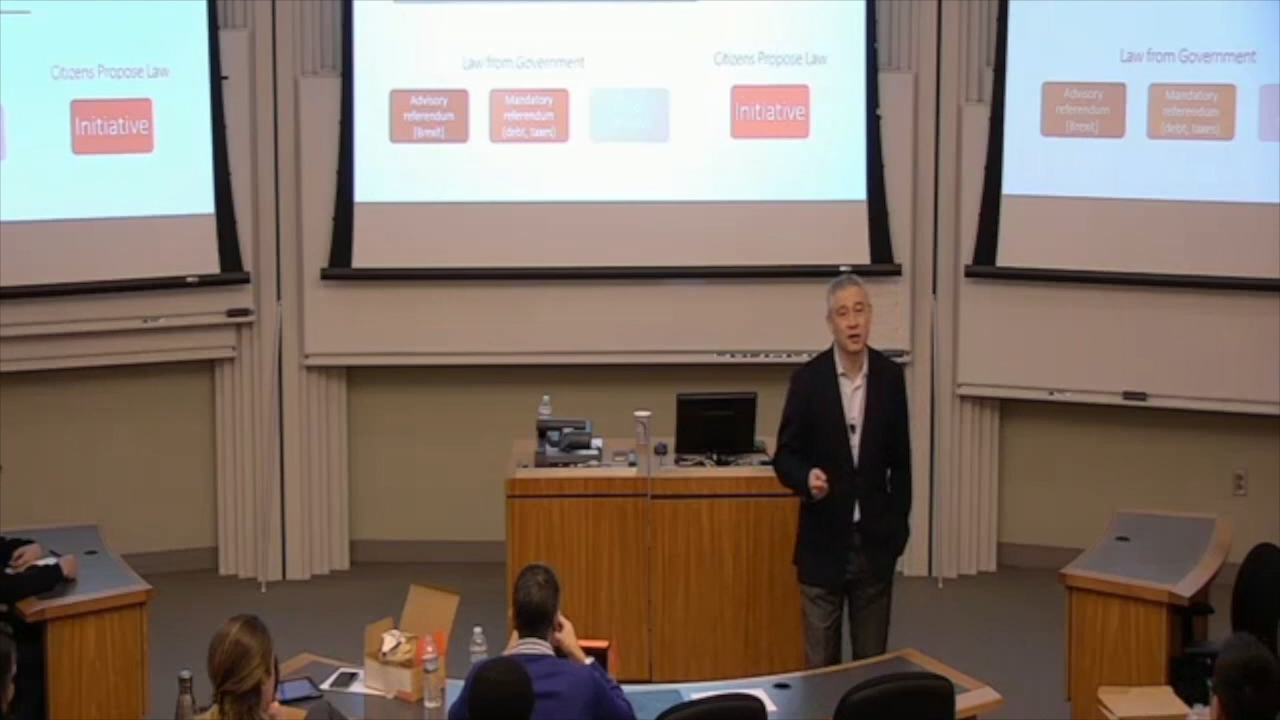 Citizens Propose Law
Initiative
Law from Government
Advisory
referendum
[Brexit]
Mandatory
referendum
(debt, taxes)
Citizens Propose Law
Initiative
Law from Government
Advisory
referendum
[Brexit]
Mandatory
referendum
(debt, taxes)